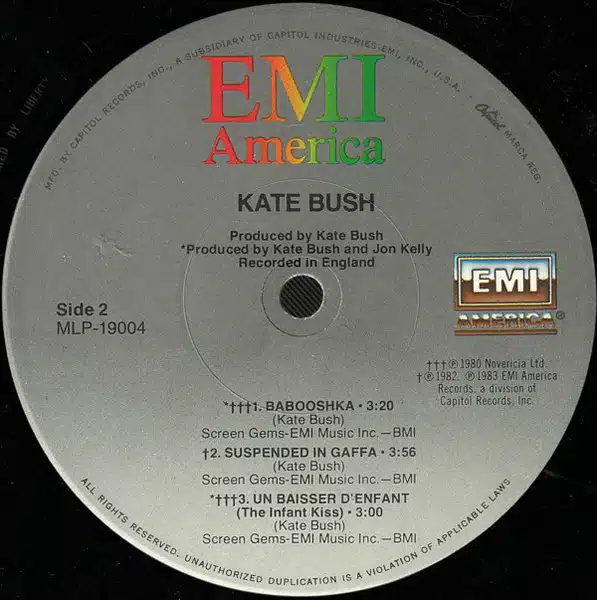 MFD. BY CAPITOL RECORDS, INC., A SUBSIDIARY OF CAPITOL INDUSTRIES-EMI, INC., U.S.A.
Capitol MARCA REG.
EMI
America
KATE BUSH
Produced by Kate Bush
*Produced by Kate Bush and Jon Kelly
Recorded in England
EMI
AMERICA®
Side 2
MLP-19004
†††℗ 1980 Novercia Ltd.
†℗ 1982, ℗ 1983 EMI America
Records, a division of
Capitol Records, Inc.
*†††1. BABOOSHKA • 3:20
(Kate Bush)
Screen Gems-EMI Music Inc.—BMI
†2. SUSPENDED IN GAFFA • 3:56
(Kate Bush)
Screen Gems-EMI Music Inc.—BMI
*†††3. UN BAISSER D'ENFANT
(The Infant Kiss) • 3:00
(Kate Bush)
Screen Gems-EMI Music Inc.—BMI
ALL RIGHTS RESERVED. UNAUTHORIZED DUPLICATION IS A VIOLATION OF APPLICABLE LAWS